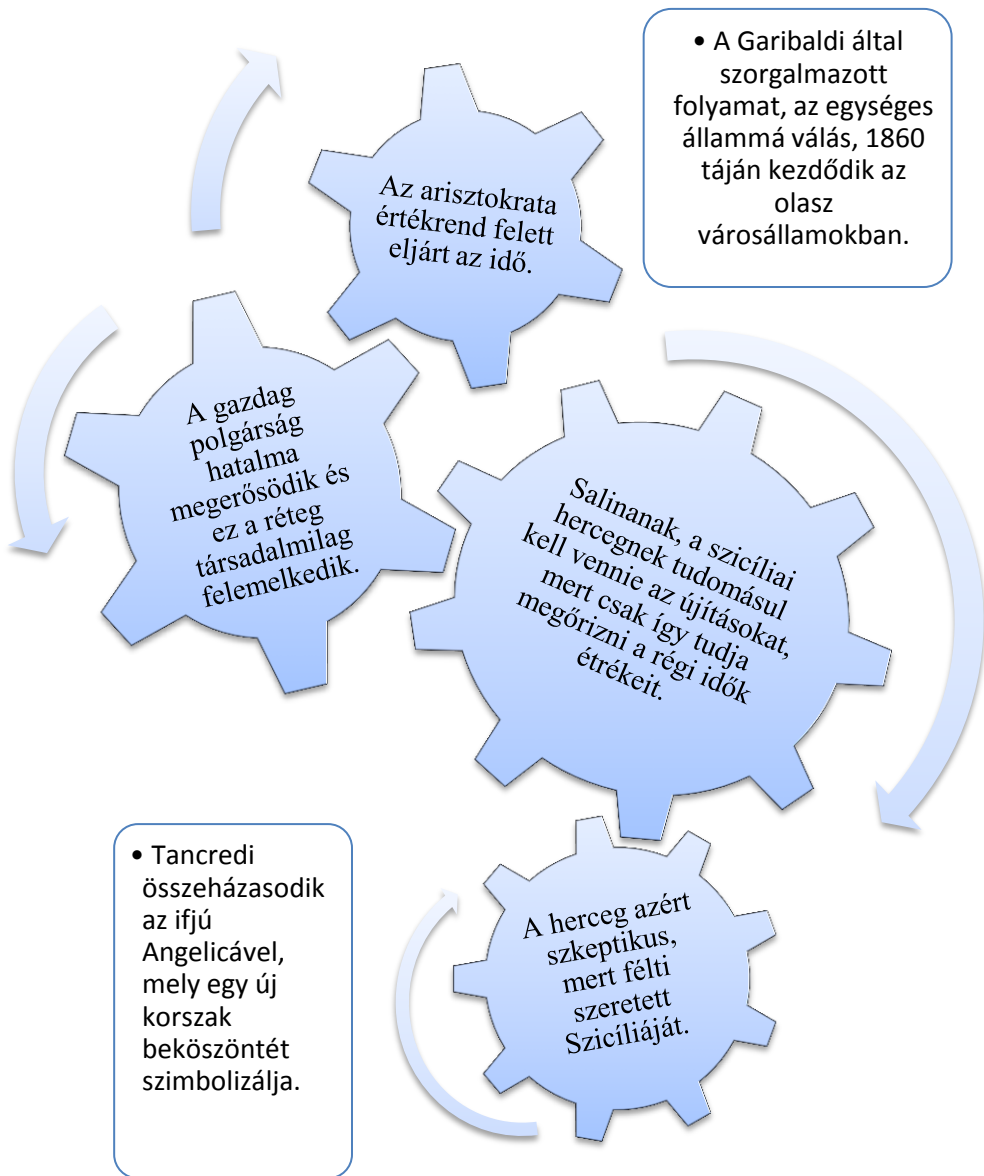 • A Garibaldi által
szorgalmazott
folyamat, az egységes
állammá válás, 1860
táján kezdődik az
olasz
városállamokban.
Az arisztokrata
értékrend felett
eljárt az idő.
A gazdag
polgárság
hatalma
megerősödik és
ez a réteg
társadalmilag
felemelkedik.
Salinanak, a szicíliai
hercegnek tudomásul
kell vennie az újításokat,
mert csak így tudja
megőrizni a régi idők
étrékeit.
• Tancredi
összeházasodik
az ifjú
Angelicávél,
mely egy új
korszak
beköszöntét
szimbolizálja.
A herceg azért
szkeptikus,
mert félti
szeretett
Szicíliáját.